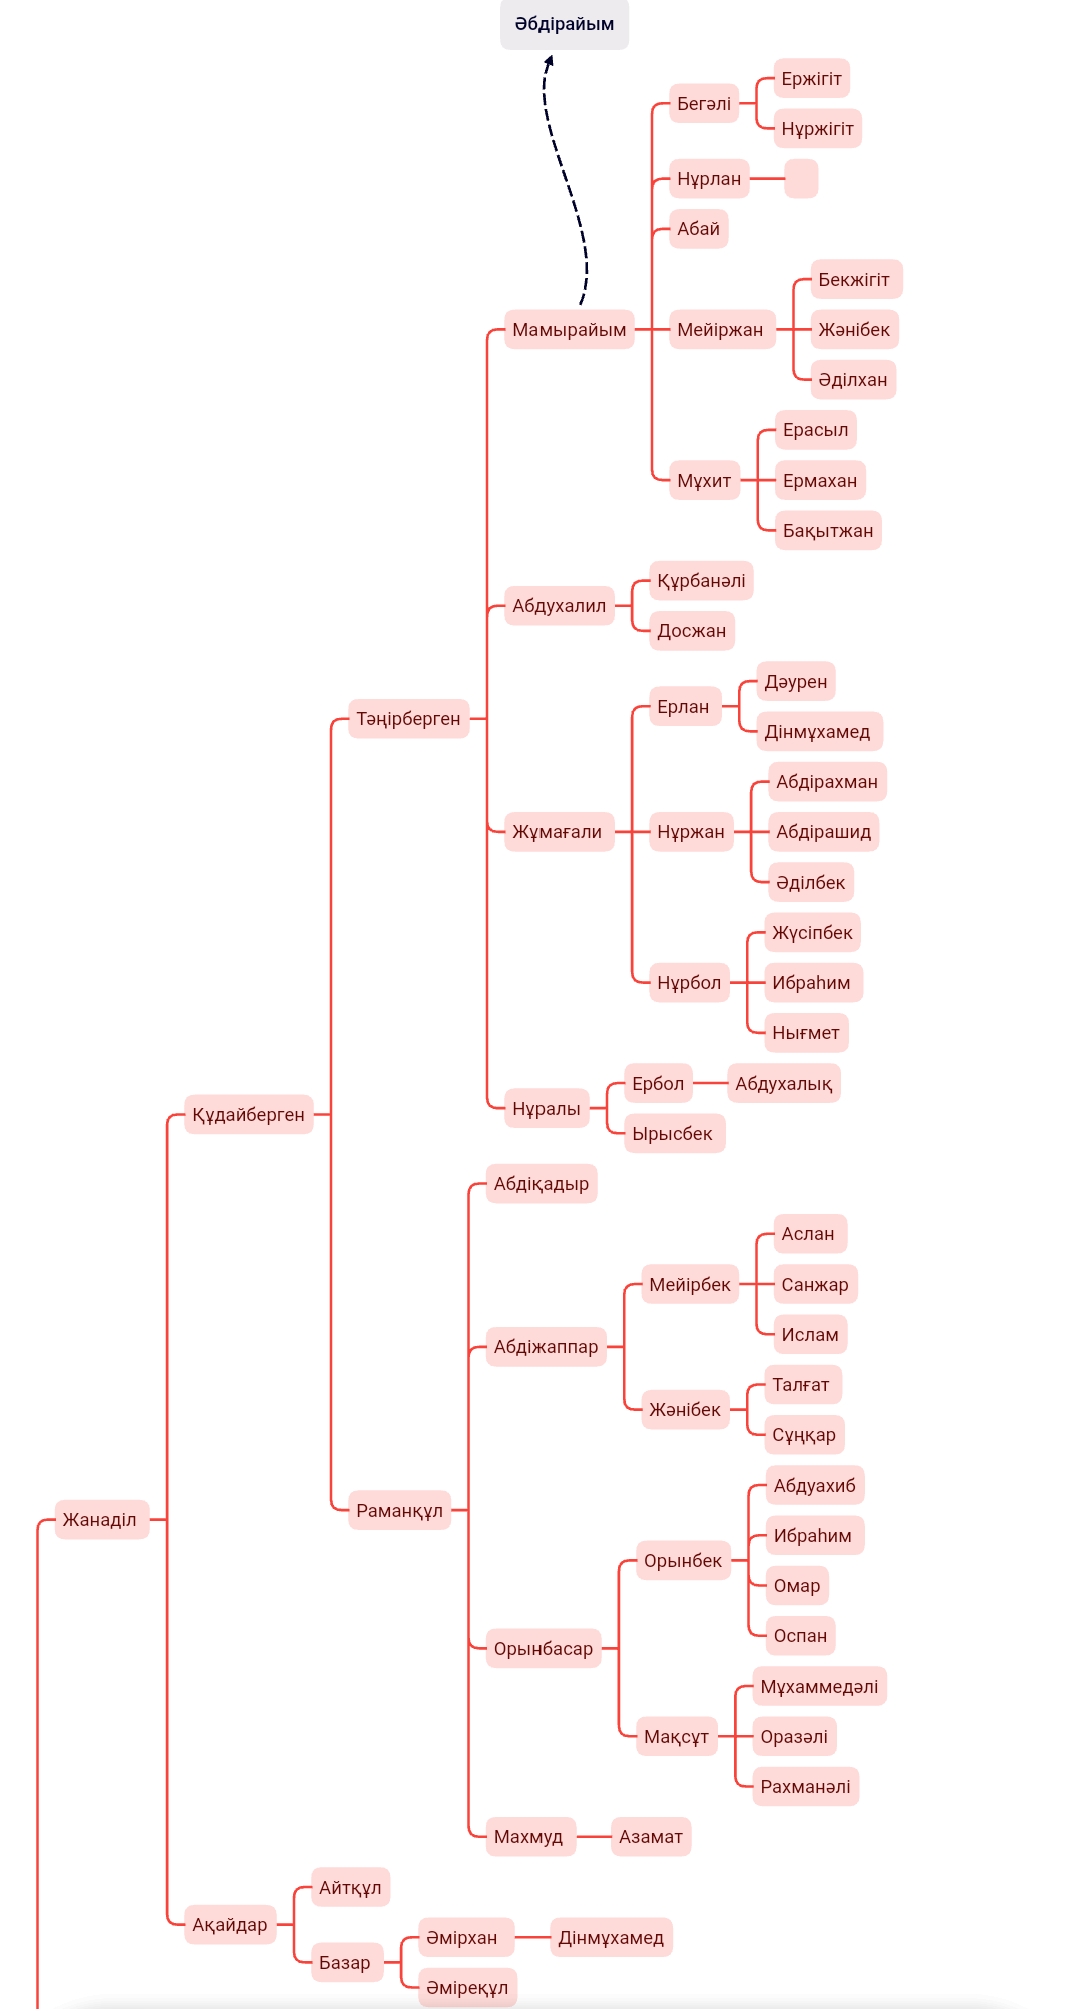 Әбдірайым
Ержігіт
Бегәлі
Нұржігіт
Нұрлан
Абай
Бекжігіт
Мамырайым
Мейіржан
Жәнібек
Әділхан
Ерасыл
Мұхит
Ермахан
Бақытжан
Құрбанәлі
Абдухалил
Досжан
Дәурен
Ерлан
Тәңірберген
Дінмұхамед
Абдірахман
Жұмағали
Нұржан
Абдірашид
Әділбек
Жүсіпбек
Нұрбол
Ибраһим
Нығмет
Ербол
Абдухалық
Нұралы
Құдайберген
Ырысбек
Абдіқадыр
Аслан
Мейірбек
Санжар
Ислам
Абдіжаппар
Талғат
Жәнібек
Сұңқар
Абдуахиб
Раманқұл
Жанаділ
Ибраһим
Орынбек
Омар
Оспан
Орынбасар
Мұхаммедәлі
Мақсұт
Оразәлі
Рахманәлі
Махмуд
Азамат
Айтқұл
Ақайдар
Әмірхан
Дінмұхамед
Базар
Әміреқұл